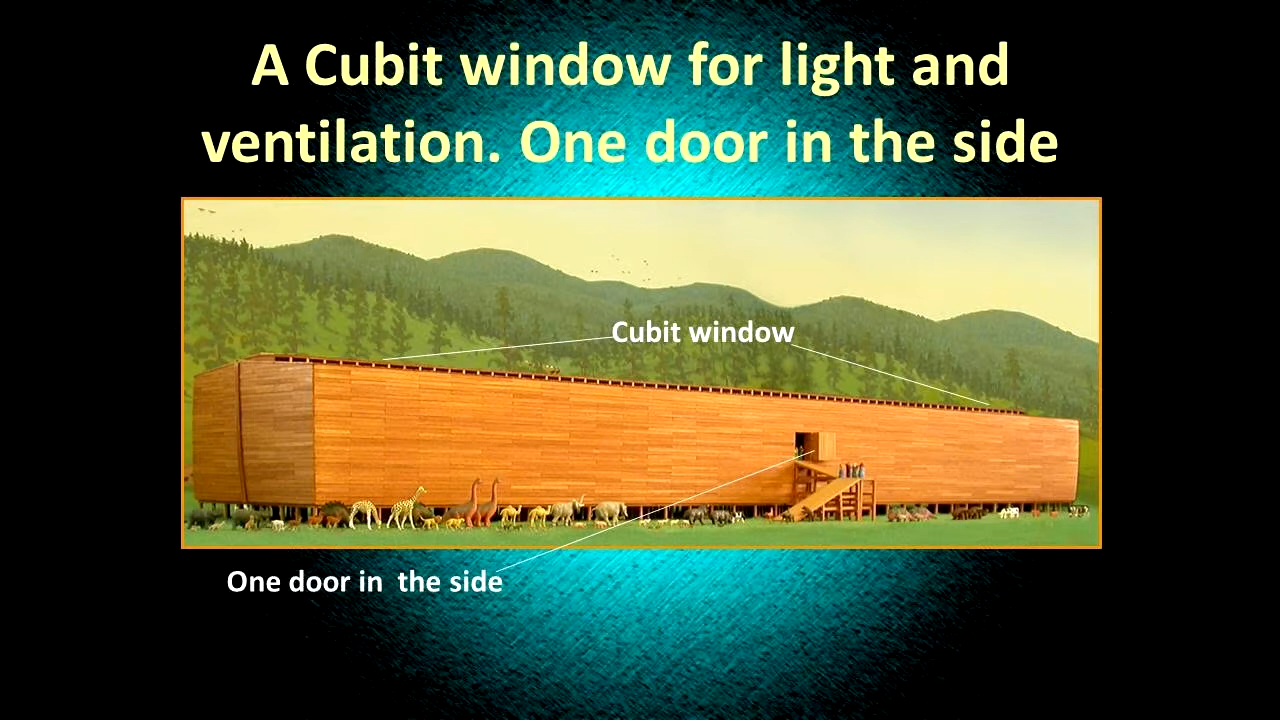 A Cubit window for light and
ventilation. One door in the side
Cubit window
One door in  the side